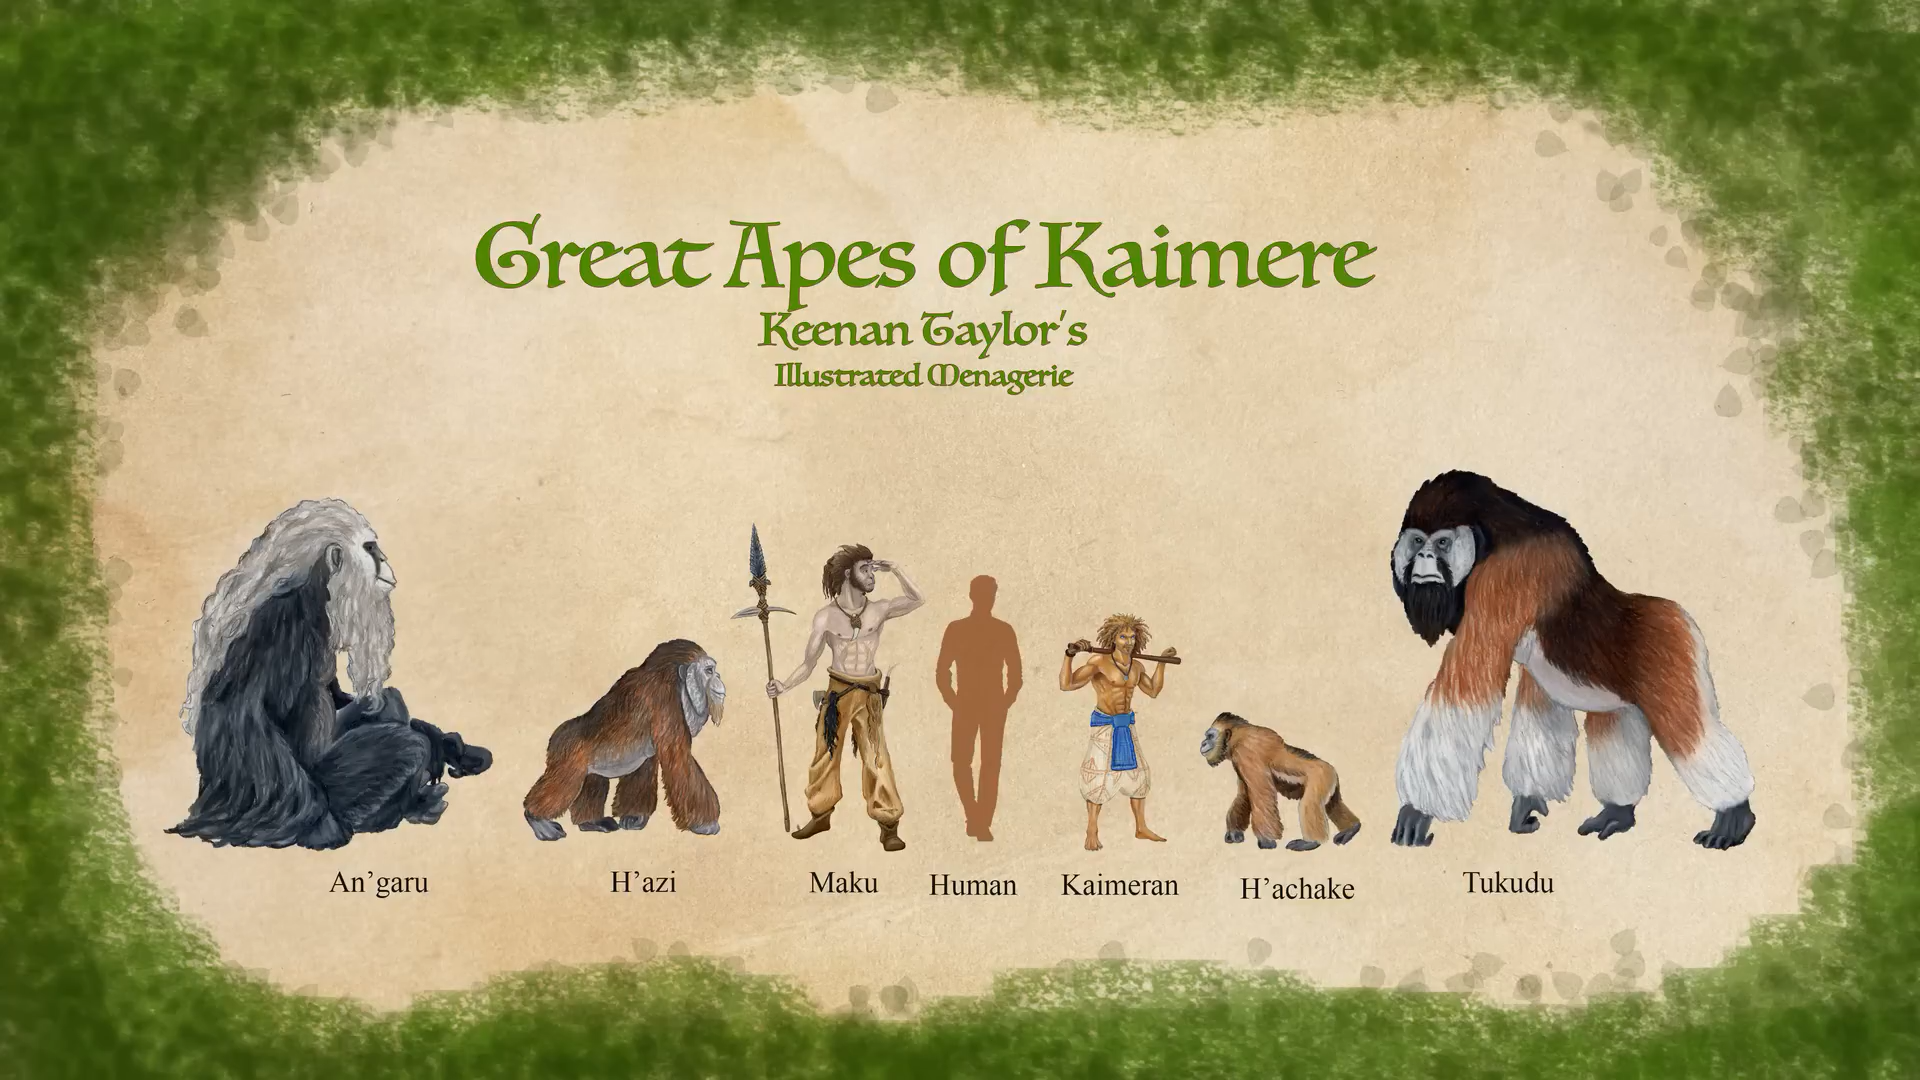 Great Apes of Kaimere
Keenan Taylor's
Illustrated Menagerie
An’garu
H’azi
Maku
Human
Kaimeran
H’achake
Tukudu